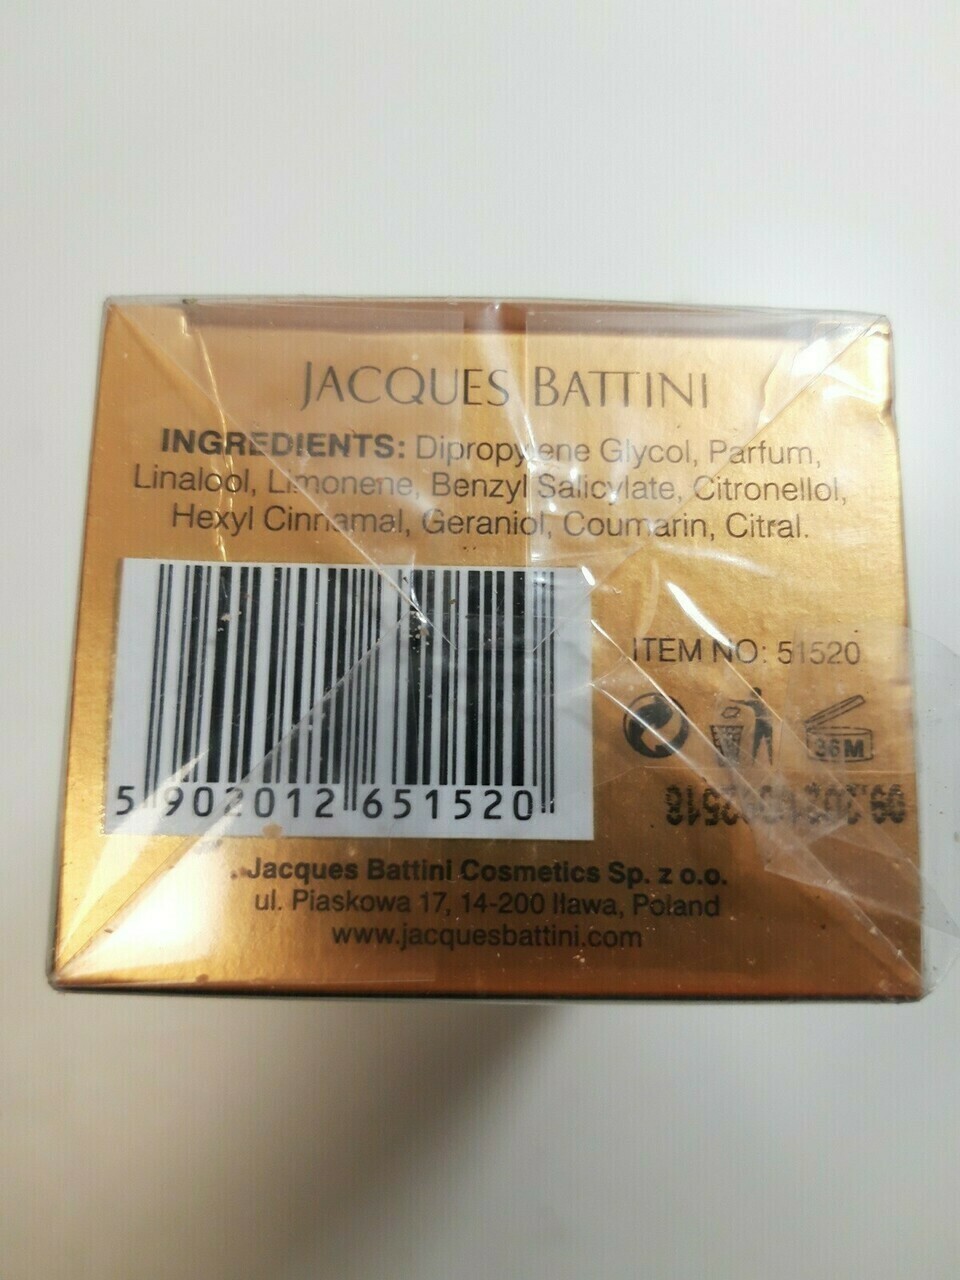 JACQUES BATTINI
INGREDIENTS: Dipropylene Glycol, Parfum,
Linalool, Limonene, Benzyl Salicylate, Citronellol,
Hexyl Cinnamal, Geraniol, Coumarin, Citral.
ITEM NO: 51520
36M
5 902012 651520
Jacques Battini Cosmetics Sp. z o.o.
ul. Piaskowa 17, 14-200 Iława, Poland
www.jacquesbattini.com